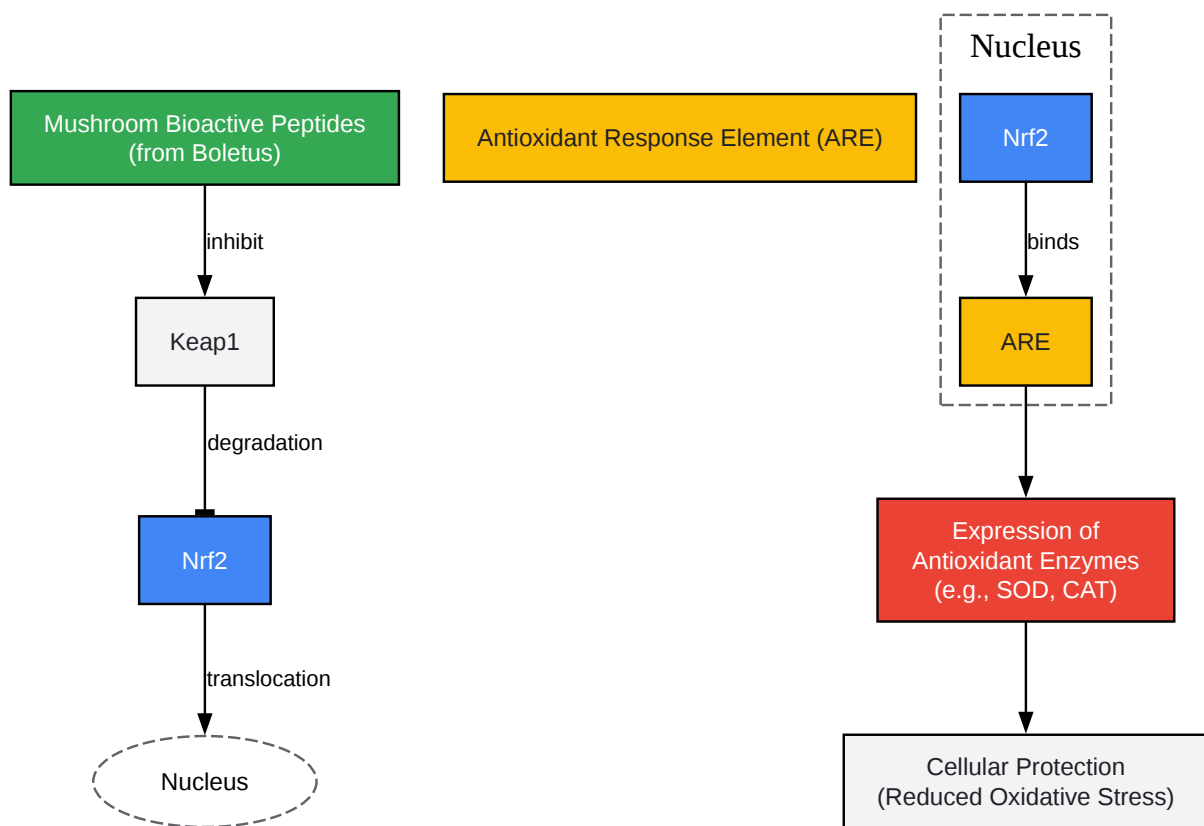 Nucleus
Mushroom Bioactive Peptides
(from Boletus)
Antioxidant Response Element (ARE)
Nrf2
inhibit
binds
Keap1
ARE
degradation
Nrf2
Expression of
Antioxidant Enzymes
(e.g., SOD, CAT)
translocation
Nucleus
Cellular Protection
(Reduced Oxidative Stress)